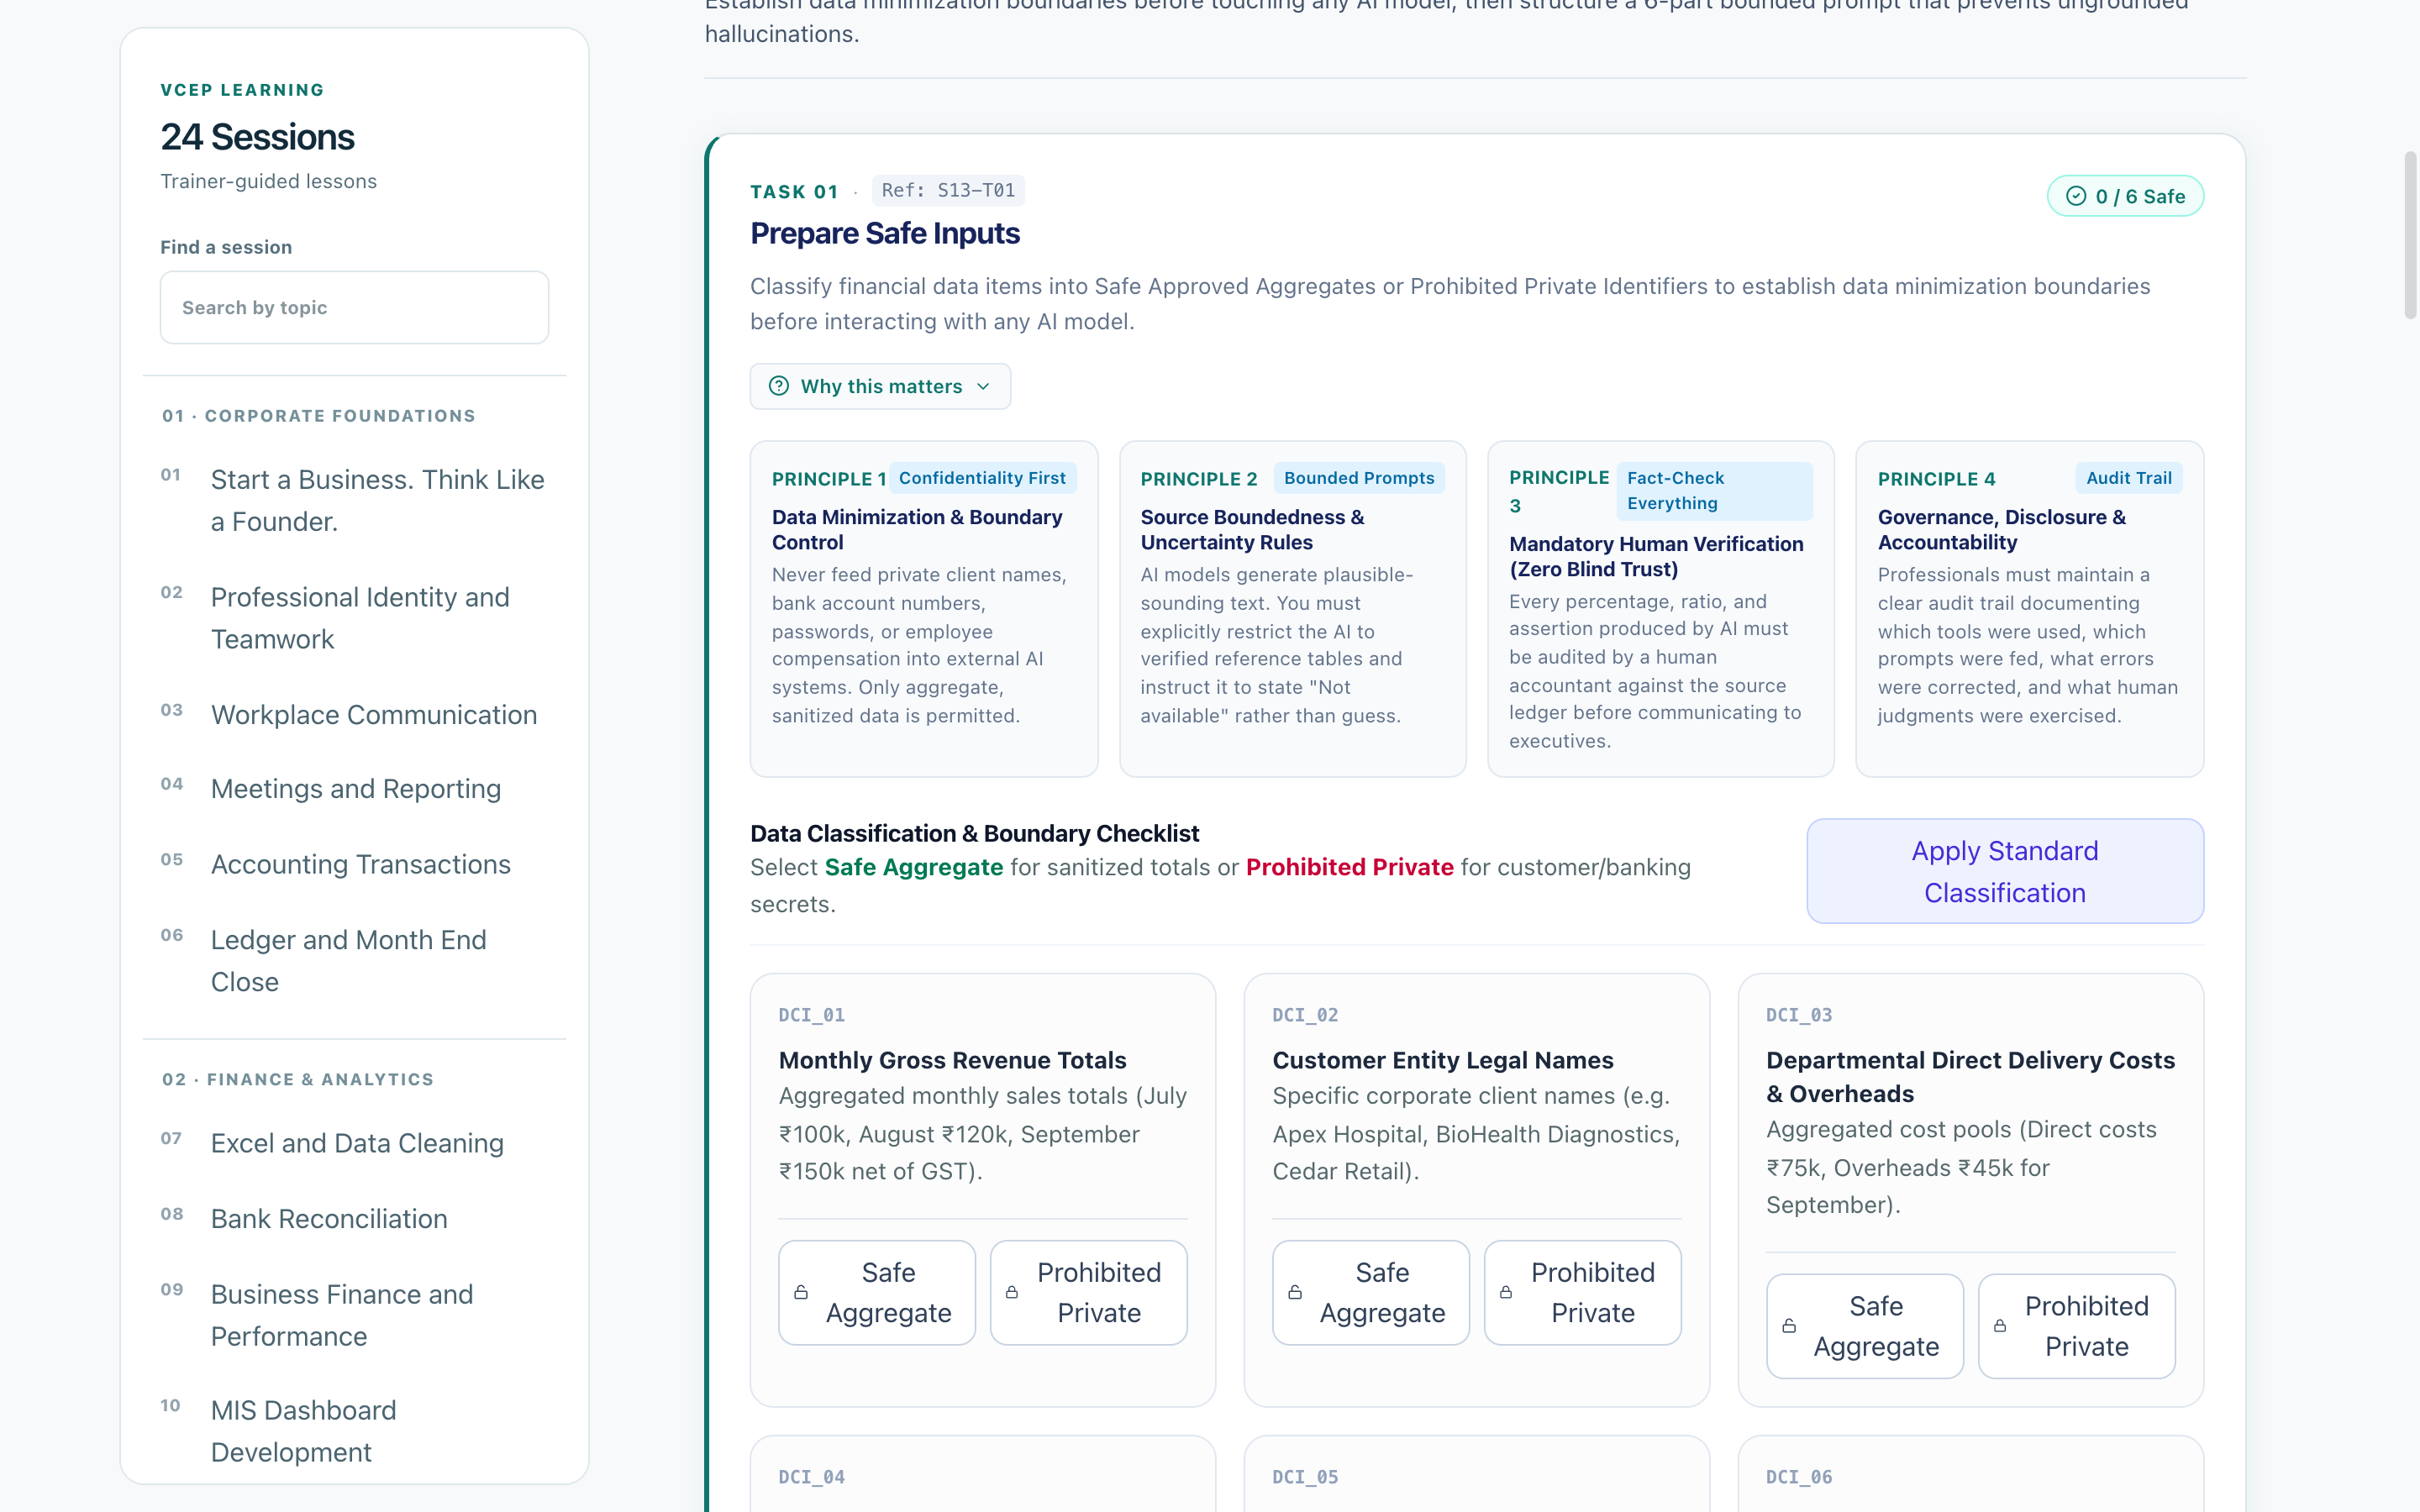 Establish data minimization boundaries before touching any AI model, then structure a 6-part bounded prompt that prevents ungrounded
hallucinations.
VCEP LEARNING
24 Sessions
Trainer-guided lessons
Find a session
Search by topic
01 · CORPORATE FOUNDATIONS
01 Start a Business. Think Like
a Founder.
02 Professional Identity and
Teamwork
03 Workplace Communication
04 Meetings and Reporting
05 Accounting Transactions
06 Ledger and Month End
Close
02 · FINANCE & ANALYTICS
07 Excel and Data Cleaning
08 Bank Reconciliation
09 Business Finance and
Performance
10 MIS Dashboard
Development
TASK 01 · Ref: S13-T01
0 / 6 Safe
Prepare Safe Inputs
Classify financial data items into Safe Approved Aggregates or Prohibited Private Identifiers to establish data minimization boundaries
before interacting with any AI model.
Why this matters
PRINCIPLE 1 Confidentiality First
Data Minimization & Boundary
Control
Never feed private client names,
bank account numbers,
passwords, or employee
compensation into external AI
systems. Only aggregate,
sanitized data is permitted.
PRINCIPLE 2 Bounded Prompts
Source Boundedness &
Uncertainty Rules
AI models generate plausible-
sounding text. You must
explicitly restrict the AI to
verified reference tables and
instruct it to state "Not
available" rather than guess.
PRINCIPLE
3
Fact-Check
Everything
Mandatory Human Verification
(Zero Blind Trust)
Every percentage, ratio, and
assertion produced by AI must
be audited by a human
accountant against the source
ledger before communicating to
executives.
PRINCIPLE 4 Audit Trail
Governance, Disclosure &
Accountability
Professionals must maintain a
clear audit trail documenting
which tools were used, which
prompts were fed, what errors
were corrected, and what human
judgments were exercised.
Data Classification & Boundary Checklist
Select Safe Aggregate for sanitized totals or Prohibited Private for customer/banking
secrets.
Apply Standard
Classification
DCI_01
Monthly Gross Revenue Totals
Aggregated monthly sales totals (July
₹100k, August ₹120k, September
₹150k net of GST).
Safe
Aggregate
Prohibited
Private
DCI_02
Customer Entity Legal Names
Specific corporate client names (e.g.
Apex Hospital, BioHealth Diagnostics,
Cedar Retail).
Safe
Aggregate
Prohibited
Private
DCI_03
Departmental Direct Delivery Costs
& Overheads
Aggregated cost pools (Direct costs
₹75k, Overheads ₹45k for
September).
Safe
Aggregate
Prohibited
Private
DCI_04
DCI_05
DCI_06